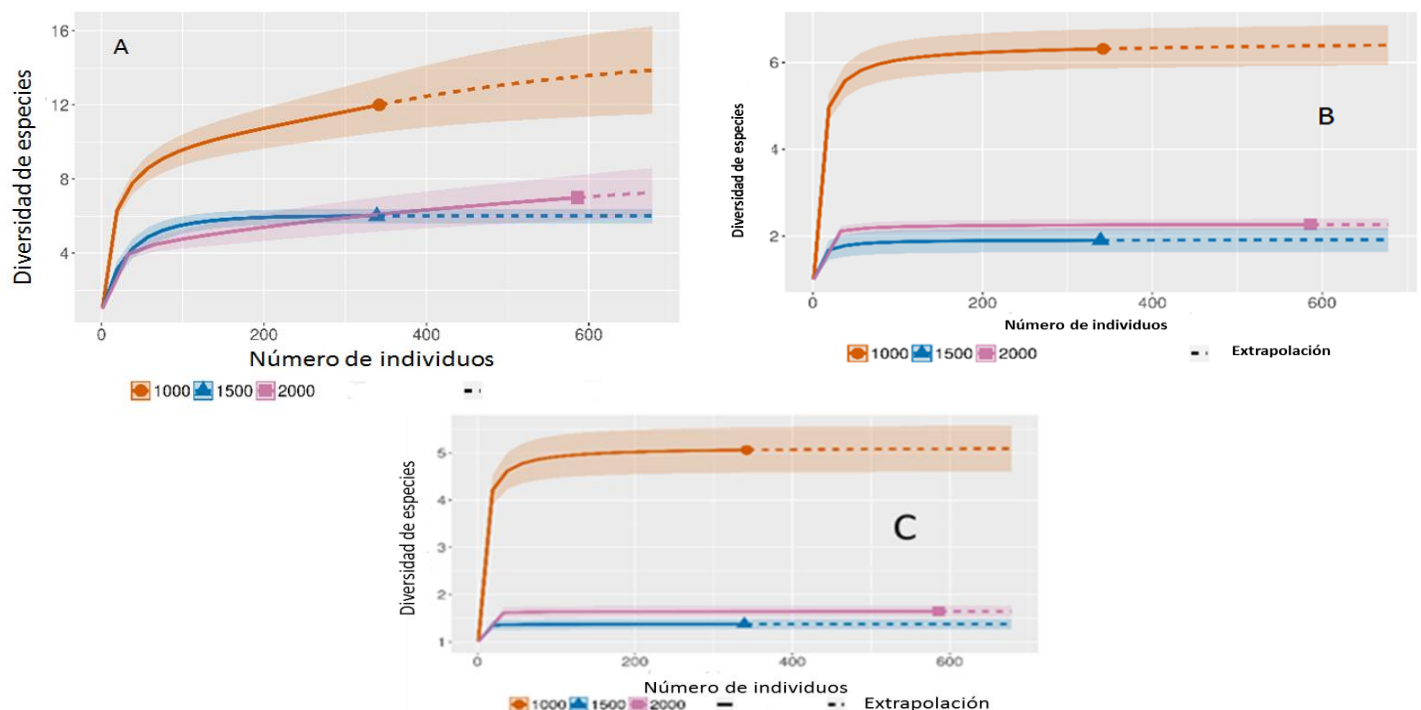 A
Diversidad de especies
16
12
8
4
0 200 400 600
Número de individuos
1000 1500 2000
B
Diversidad de especies
6
4
2
0 200 400 600
Número de individuos
1000 1500 2000 Extrapolación
C
Diversidad de especies
5
4
3
2
1
0 200 400 600
Número de individuos
1000 1500 2000 Extrapolación